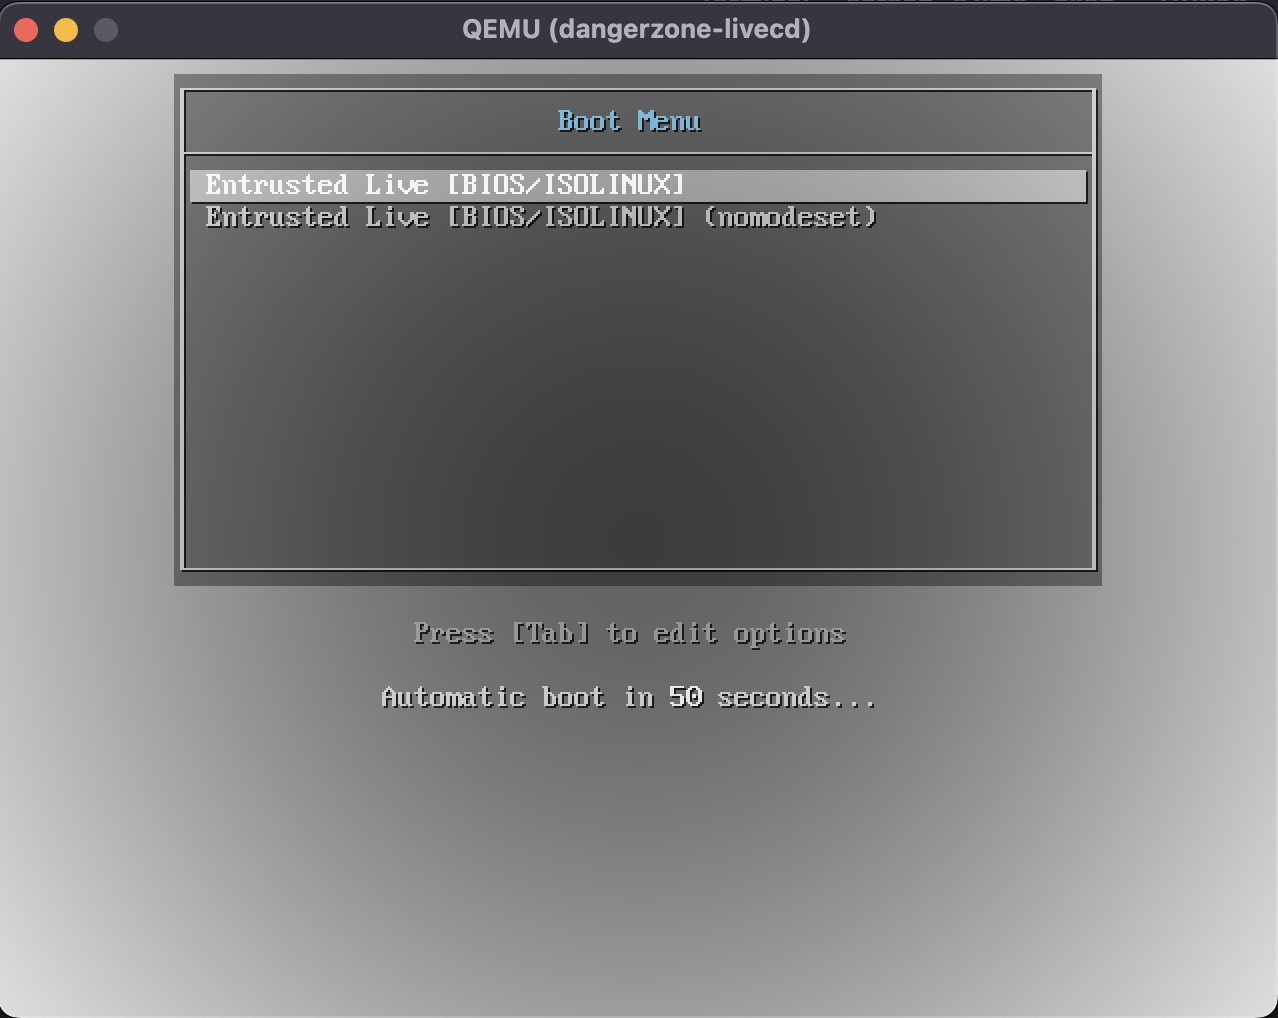 QEMU (dangerzone-livecd)
Boot Menu
Entrusted Live [BIOS/ISOLINUX]
Entrusted Live [BIOS/ISOLINUX] (nomodeset)
Press [Tab] to edit options
Automatic boot in 50 seconds...